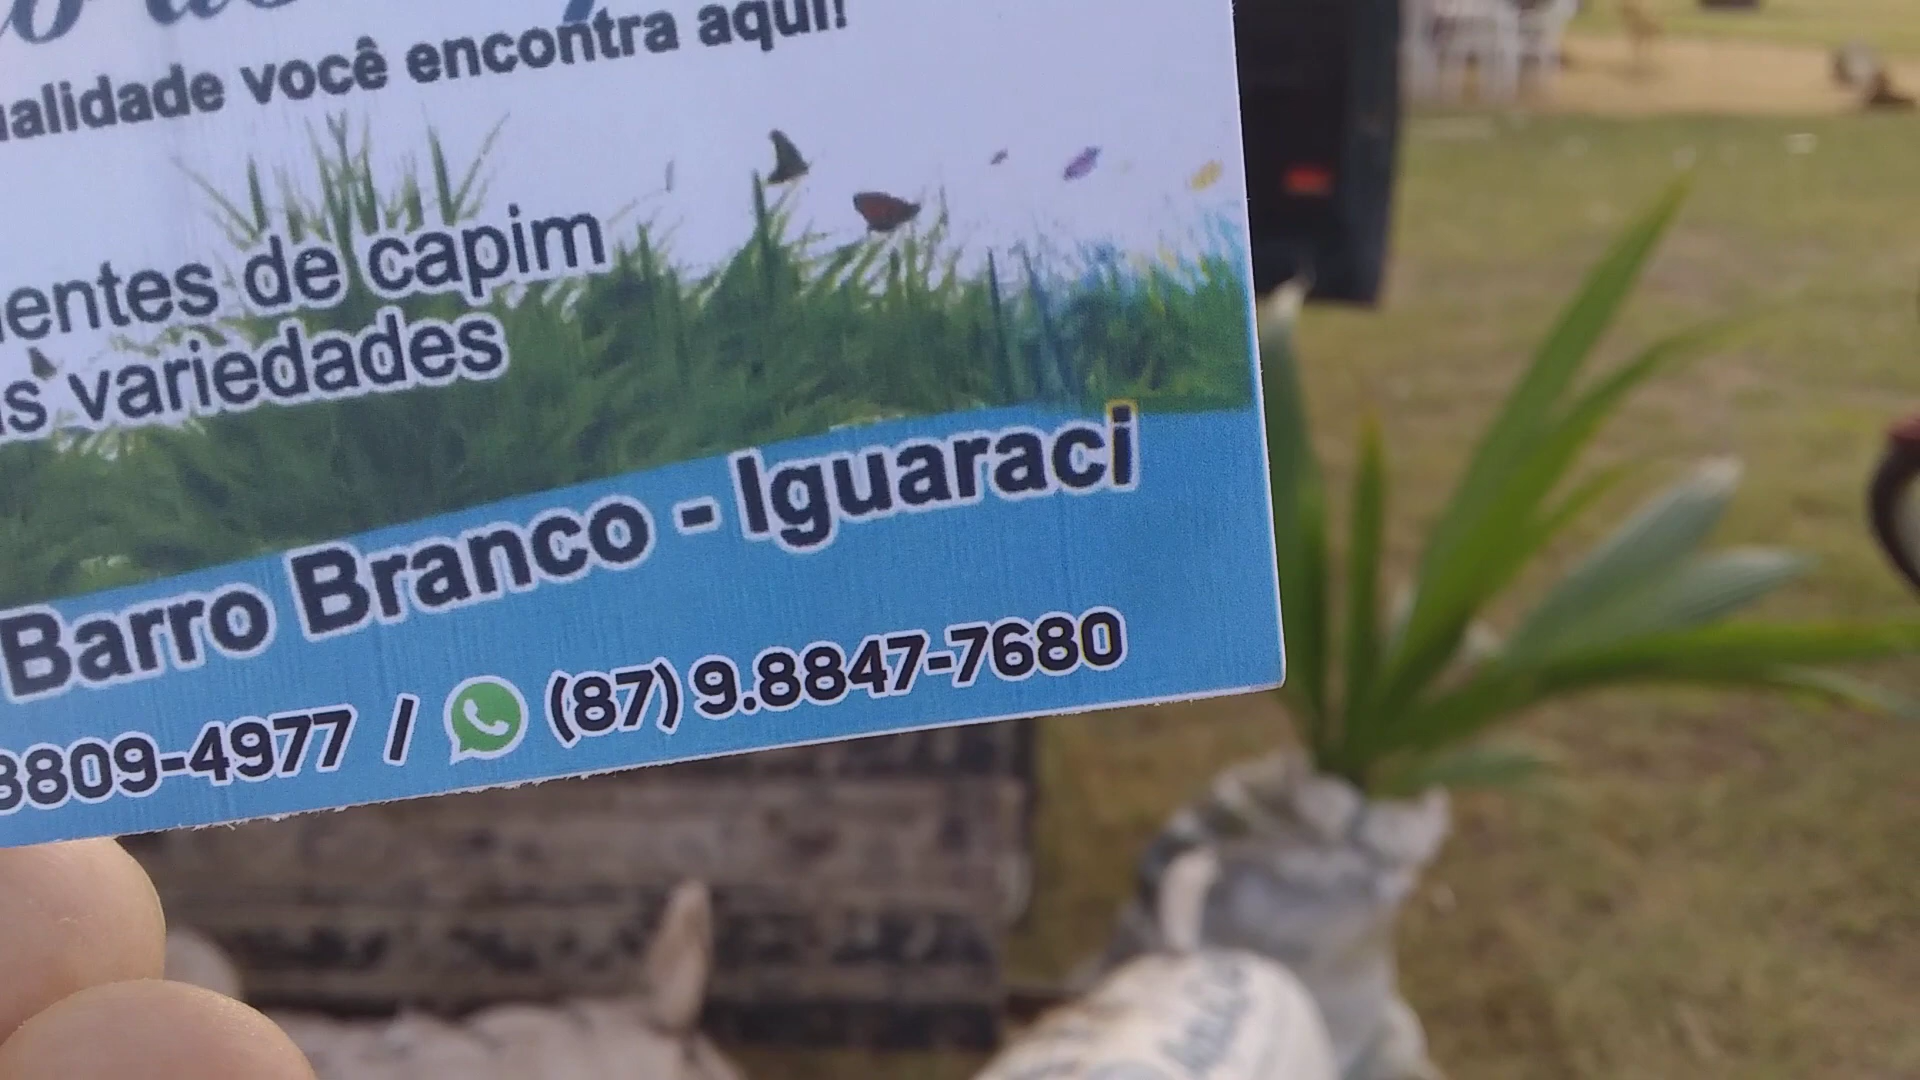 ualidade você encontra aqui!
entes de capim
s variedades
Barro Branco - Iguaraci
8809-4977 / (87) 9.8847-7680